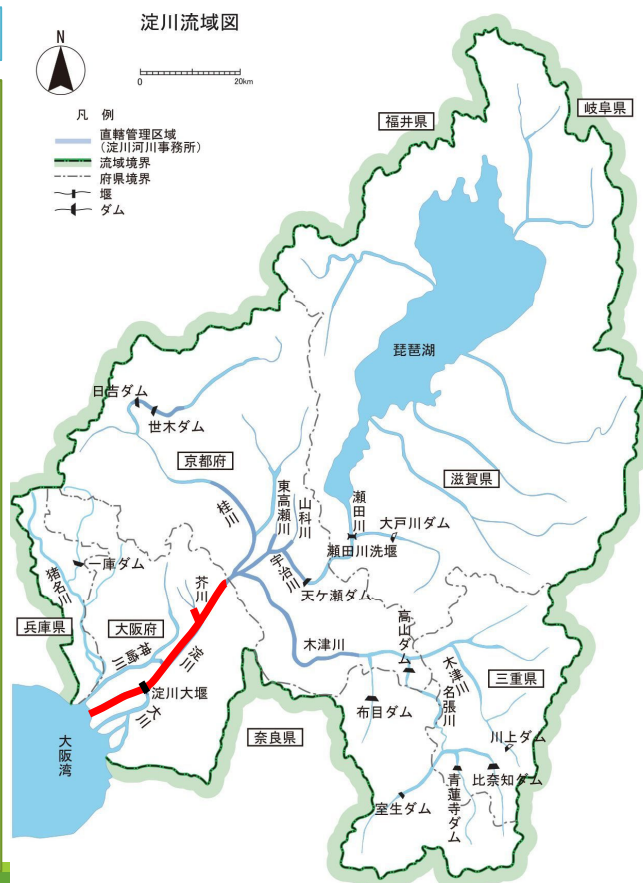 淀川流域図
N
0
20km
凡 例
直轄管理区域
(淀川河川事務所)
流域境界
府県境界
堰
ダム
福井県
岐阜県
琵琶湖
日吉ダム
世木ダム
京都府
滋賀県
桂川
東高瀬川
山科川
瀬田川
大戸川ダム
瀬田川洗堰
宇治川
天ケ瀬ダム
一庫ダム
猪名川
芥川
兵庫県
大阪府
神崎川
淀川
木津川
高山ダム
木津川
三重県
淀川大堰
大川
名張川
布目ダム
奈良県
川上ダム
大阪湾
青蓮寺ダム
比奈知ダム
室生ダム